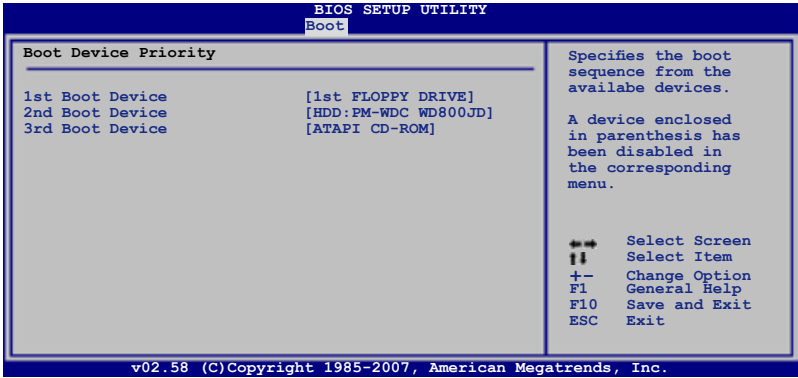 BIOS SETUP UTILITY
Boot
Boot Device Priority
1st Boot Device [1st FLOPPY DRIVE]
2nd Boot Device [HDD:PM-WDC WD800JD]
3rd Boot Device [ATAPI CD-ROM]
Specifies the boot
sequence from the
availabe devices.
A device enclosed
in parenthesis has
been disabled in
the corresponding
menu.
←→ Select Screen
↑↓ Select Item
+- Change Option
F1 General Help
F10 Save and Exit
ESC Exit
v02.58 (C)Copyright 1985-2007, American Megatrends, Inc.